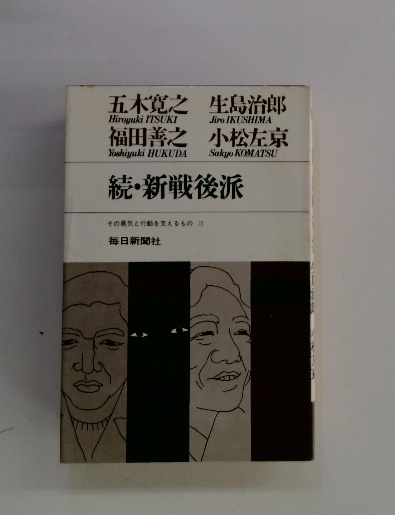 五木寛之 生島治郎
Hiroyuki ITSUKI Jiro IKUSHIMA
福田善之 小松左京
Yoshiyuki HUKUDA Sakyo KOMATSU
続・新戦後派
その勇気と行動を支えるもの II
毎日新聞社